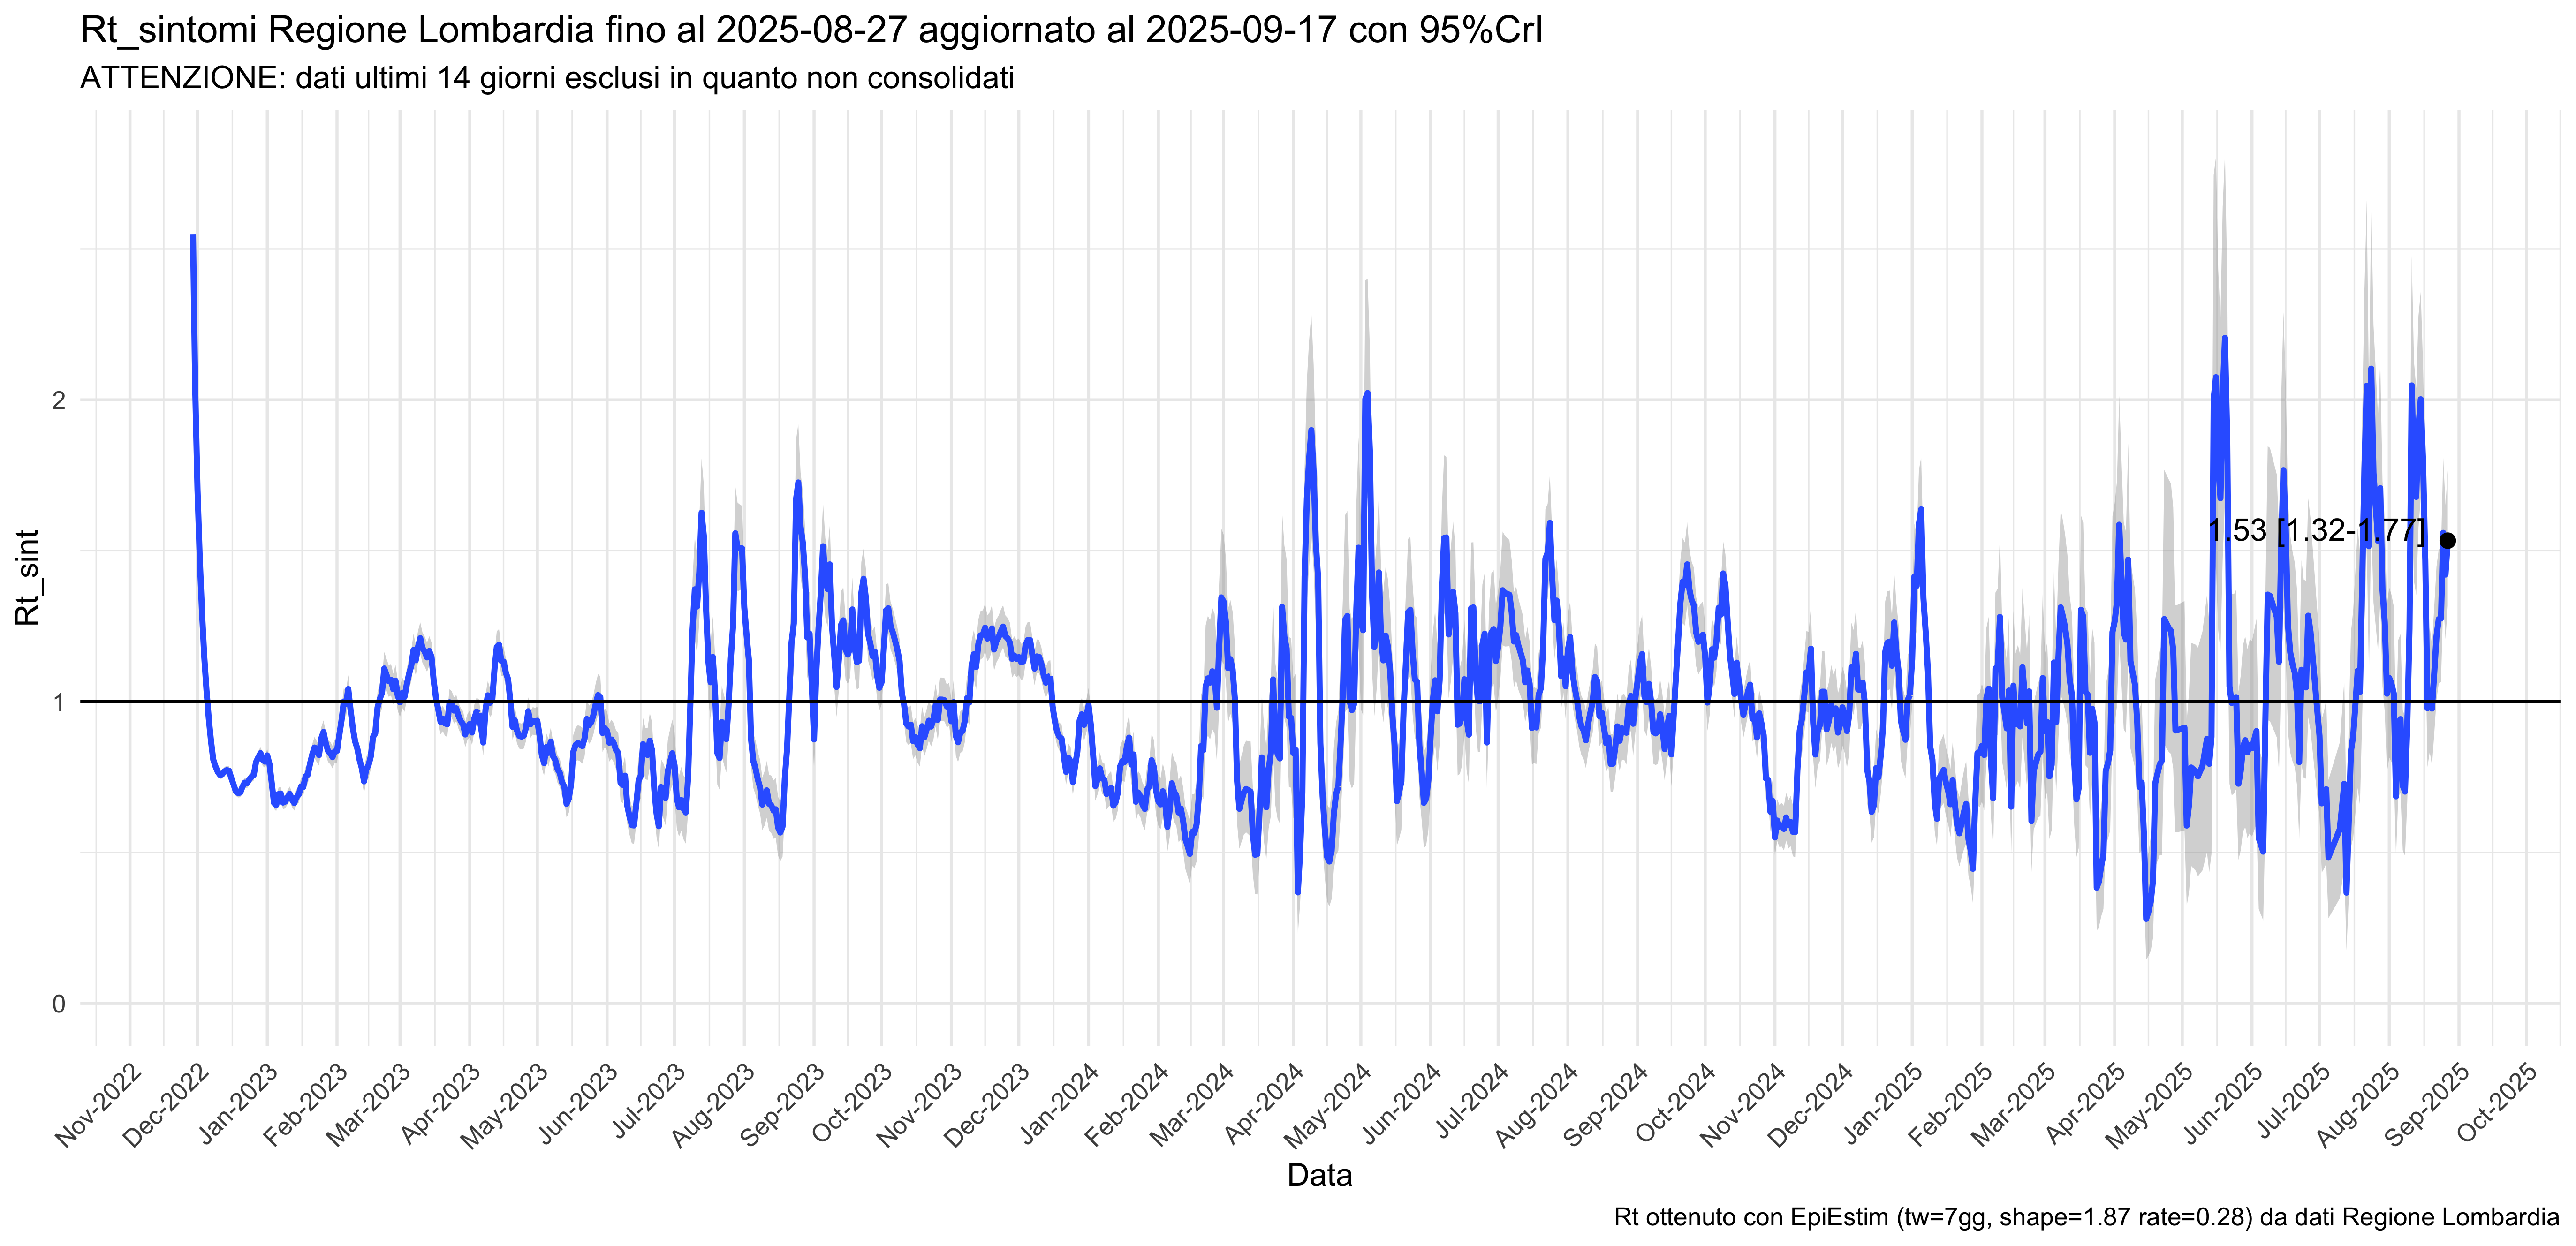 Rt_sintomi Regione Lombardia fino al 2025-08-27 aggiornato al 2025-09-17 con 95%CrI
ATTENZIONE: dati ultimi 14 giorni esclusi in quanto non consolidati
Rt_sint
2
1
0
1.53 [1.32-1.77]
Nov-2022
Dec-2022
Jan-2023
Feb-2023
Mar-2023
Apr-2023
May-2023
Jun-2023
Jul-2023
Aug-2023
Sep-2023
Oct-2023
Nov-2023
Dec-2023
Jan-2024
Feb-2024
Mar-2024
Apr-2024
May-2024
Jun-2024
Jul-2024
Aug-2024
Sep-2024
Oct-2024
Nov-2024
Dec-2024
Jan-2025
Feb-2025
Mar-2025
Apr-2025
May-2025
Jun-2025
Jul-2025
Aug-2025
Sep-2025
Oct-2025
Data
Rt ottenuto con EpiEstim (tw=7gg, shape=1.87 rate=0.28) da dati Regione Lombardia